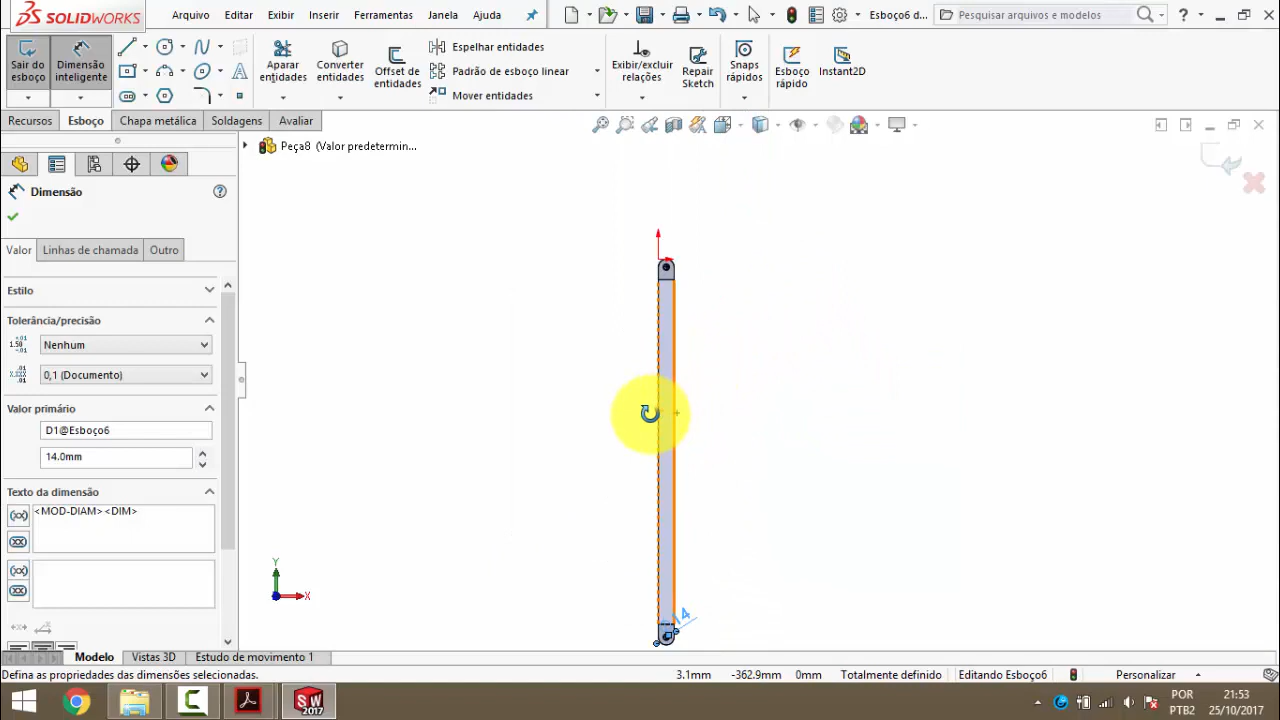 SOLIDWORKS
Arquivo Editar Exibir Inserir Ferramentas Janela Ajuda
Esboço6 d...
Pesquisar arquivos e modelos
?
Sair do esboço
Dimensão inteligente
Aparar entidades
Converter entidades
Offset de entidades
Espelhar entidades
Padrão de esboço linear
Mover entidades
Exibir/excluir relações
Repair Sketch
Snaps rápidos
Esboço rápido
Instant2D
Recursos Esboço Chapa metálica Soldagens Avaliar
Peça8 (Valor predetermin...
Dimensão
Valor Linhas de chamada Outro
Estilo
Tolerância/precisão
Nenhum
0,1 (Documento)
Valor primário
D1@Esboço6
14.0mm
Texto da dimensão
<MOD-DIAM><DIM>
Y
X
14
Modelo Vistas 3D Estudo de movimento 1
Defina as propriedades das dimensões selecionadas.
3.1mm -362.9mm 0mm Totalmente definido Editando Esboço6 Personalizar
SW 2017
POR PTB2
21:53
25/10/2017